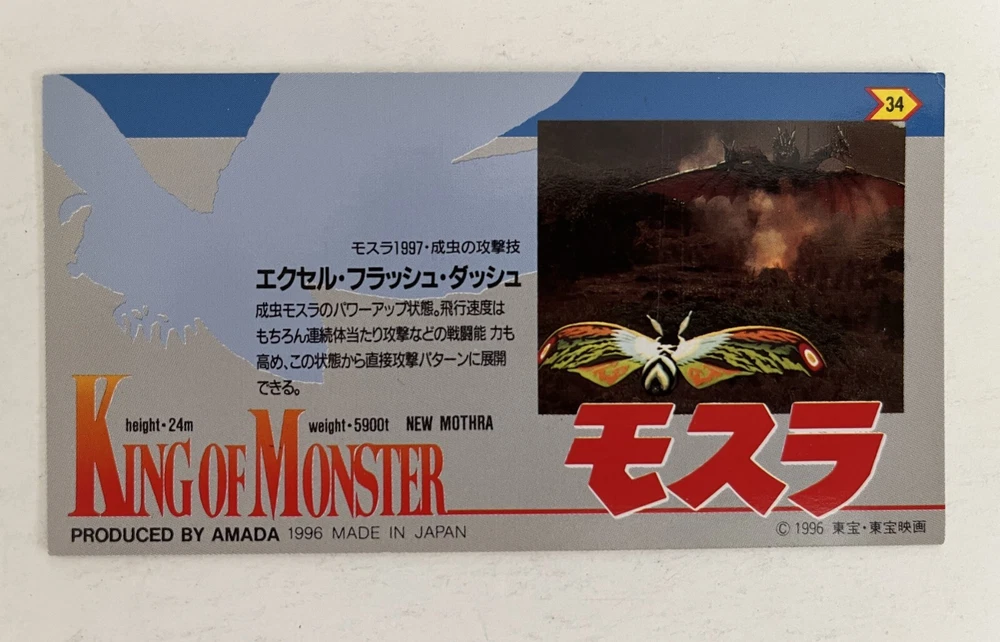 34
モスラ1997・成虫の攻撃技
エクセル・フラッシュ・ダッシュ
成虫モスラのパワーアップ状態。飛行速度は
もちろん連続体当たり攻撃などの戦闘能 力も
高め、この状態から直接攻撃パターンに展開
できる。
height・24m weight・5900t NEW MOTHRA
KING OF MONSTER
モスラ
PRODUCED BY AMADA 1996 MADE IN JAPAN
© 1996 東宝・東宝映画